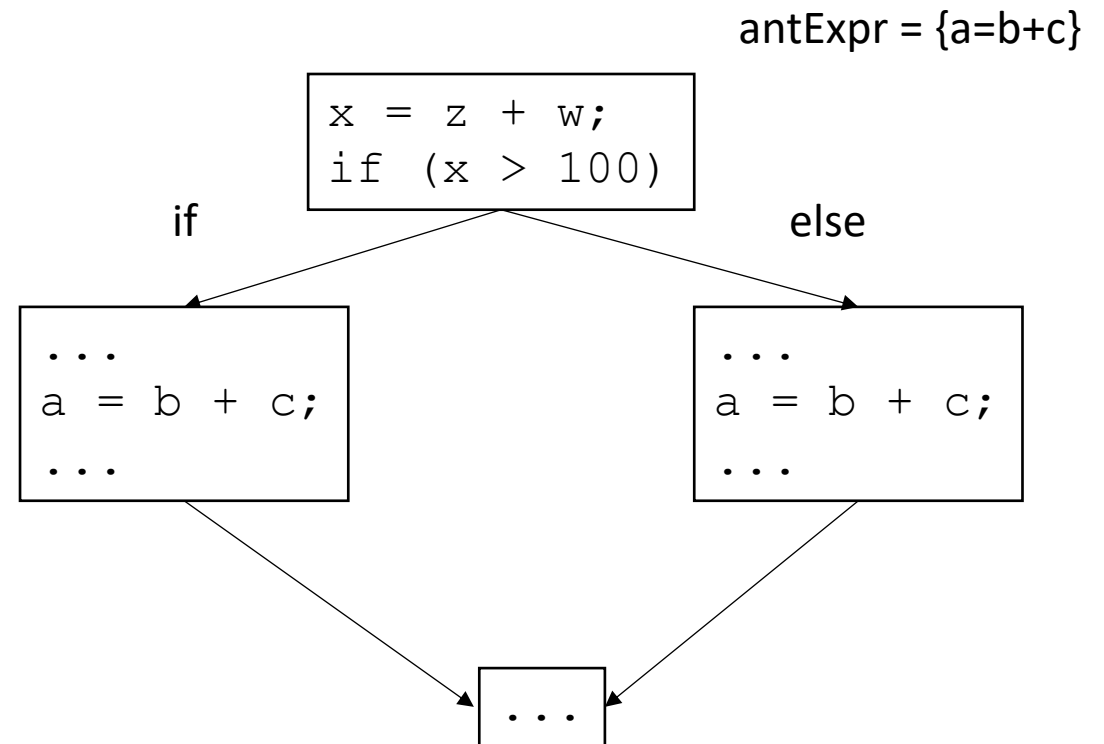 antExpr = {a=b+c}
x = z + w;
if (x > 100)
if
else
...
a = b + c;
...
...
a = b + c;
...
...